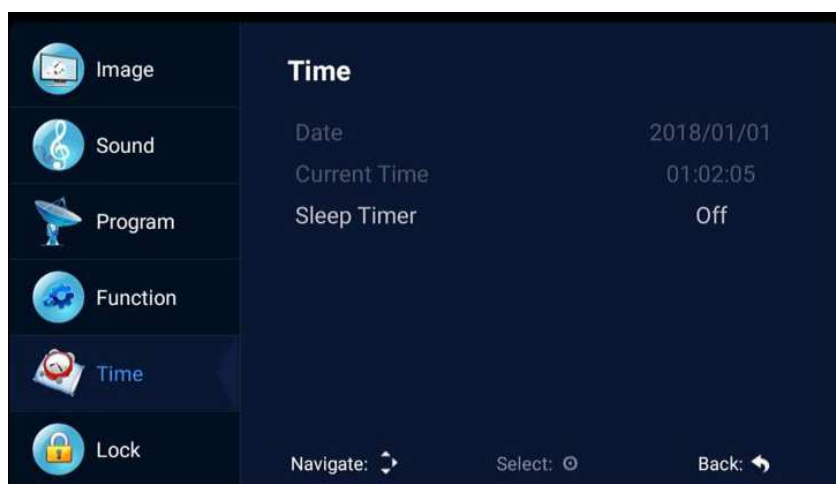 Image
Sound
Program
Function
Time
Lock
Time
Date 2018/01/01
Current Time 01:02:05
Sleep Timer Off
Navigate: Select: Back: